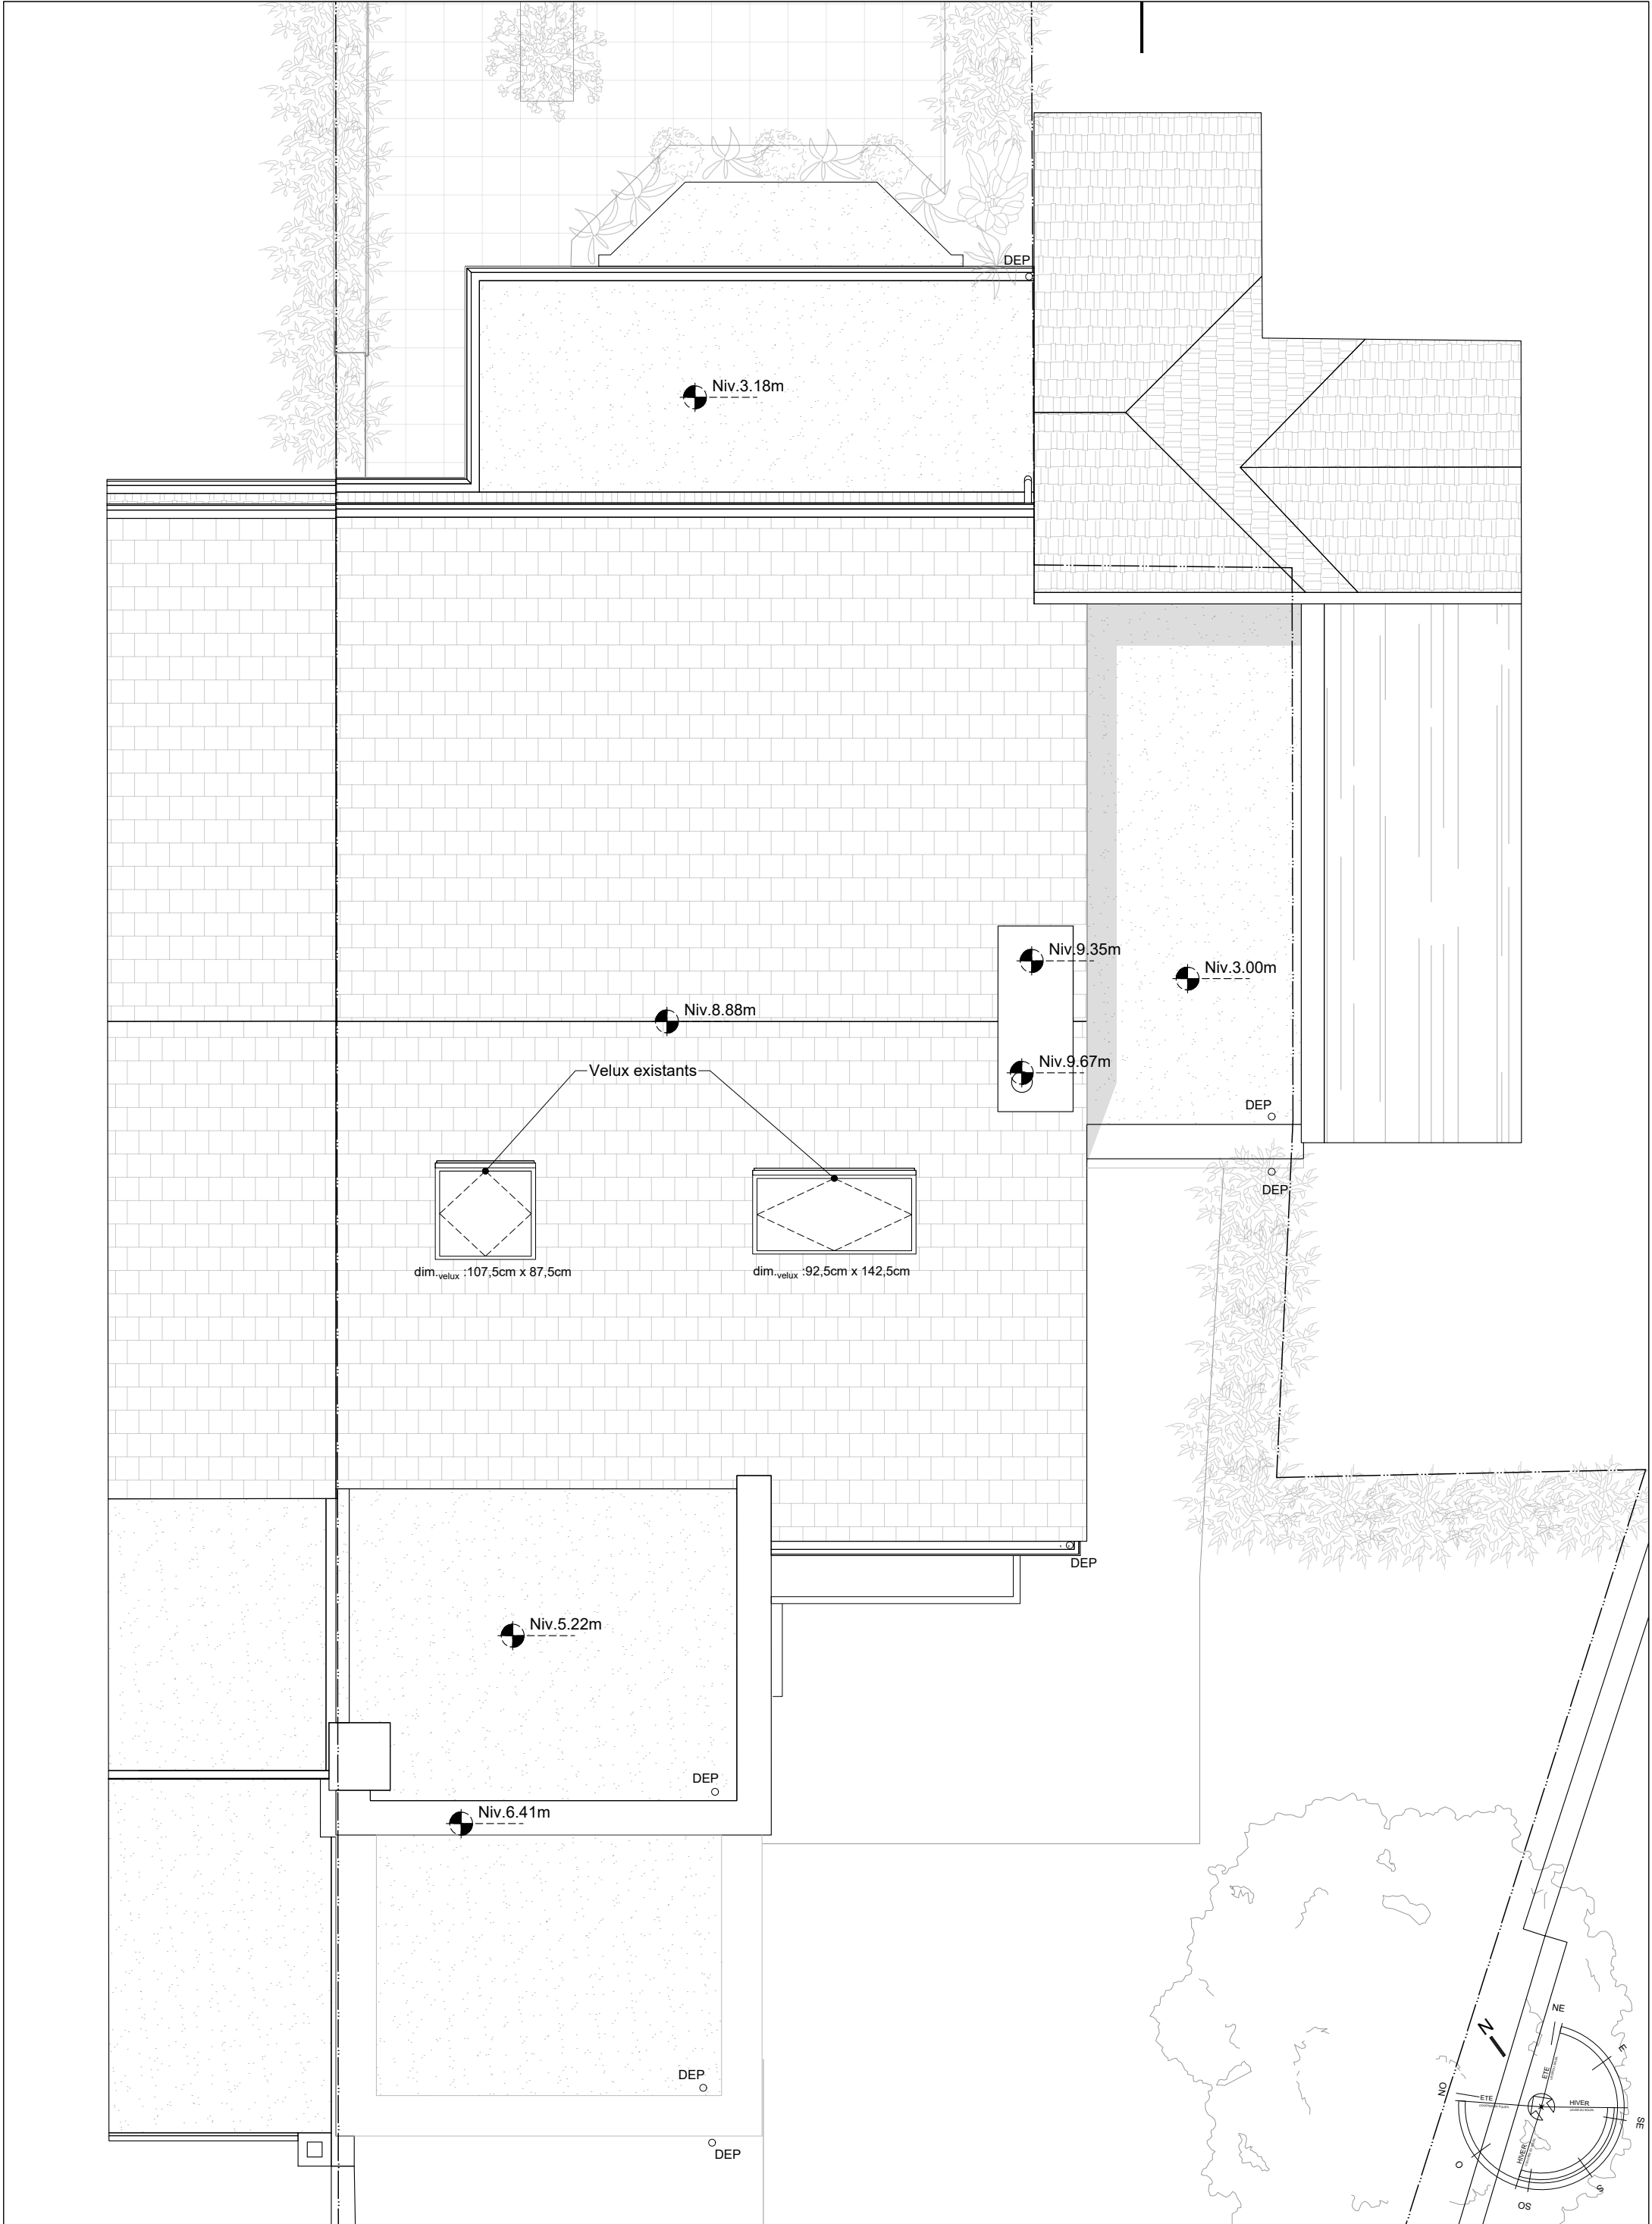 DEP
Niv.3.18m
Niv.9.35m
Niv.3.00m
Niv.8.88m
Niv.9.67m
Velux existants
DEP
DEP
dim.velux :107,5cm x 87,5cm
dim.velux :92,5cm x 142,5cm
DEP
Niv.5.22m
DEP
Niv.6.41m
DEP
DEP
N
NE
E
ETE
NO
ETE
HIVER
SE
HIVER
O
S
OS